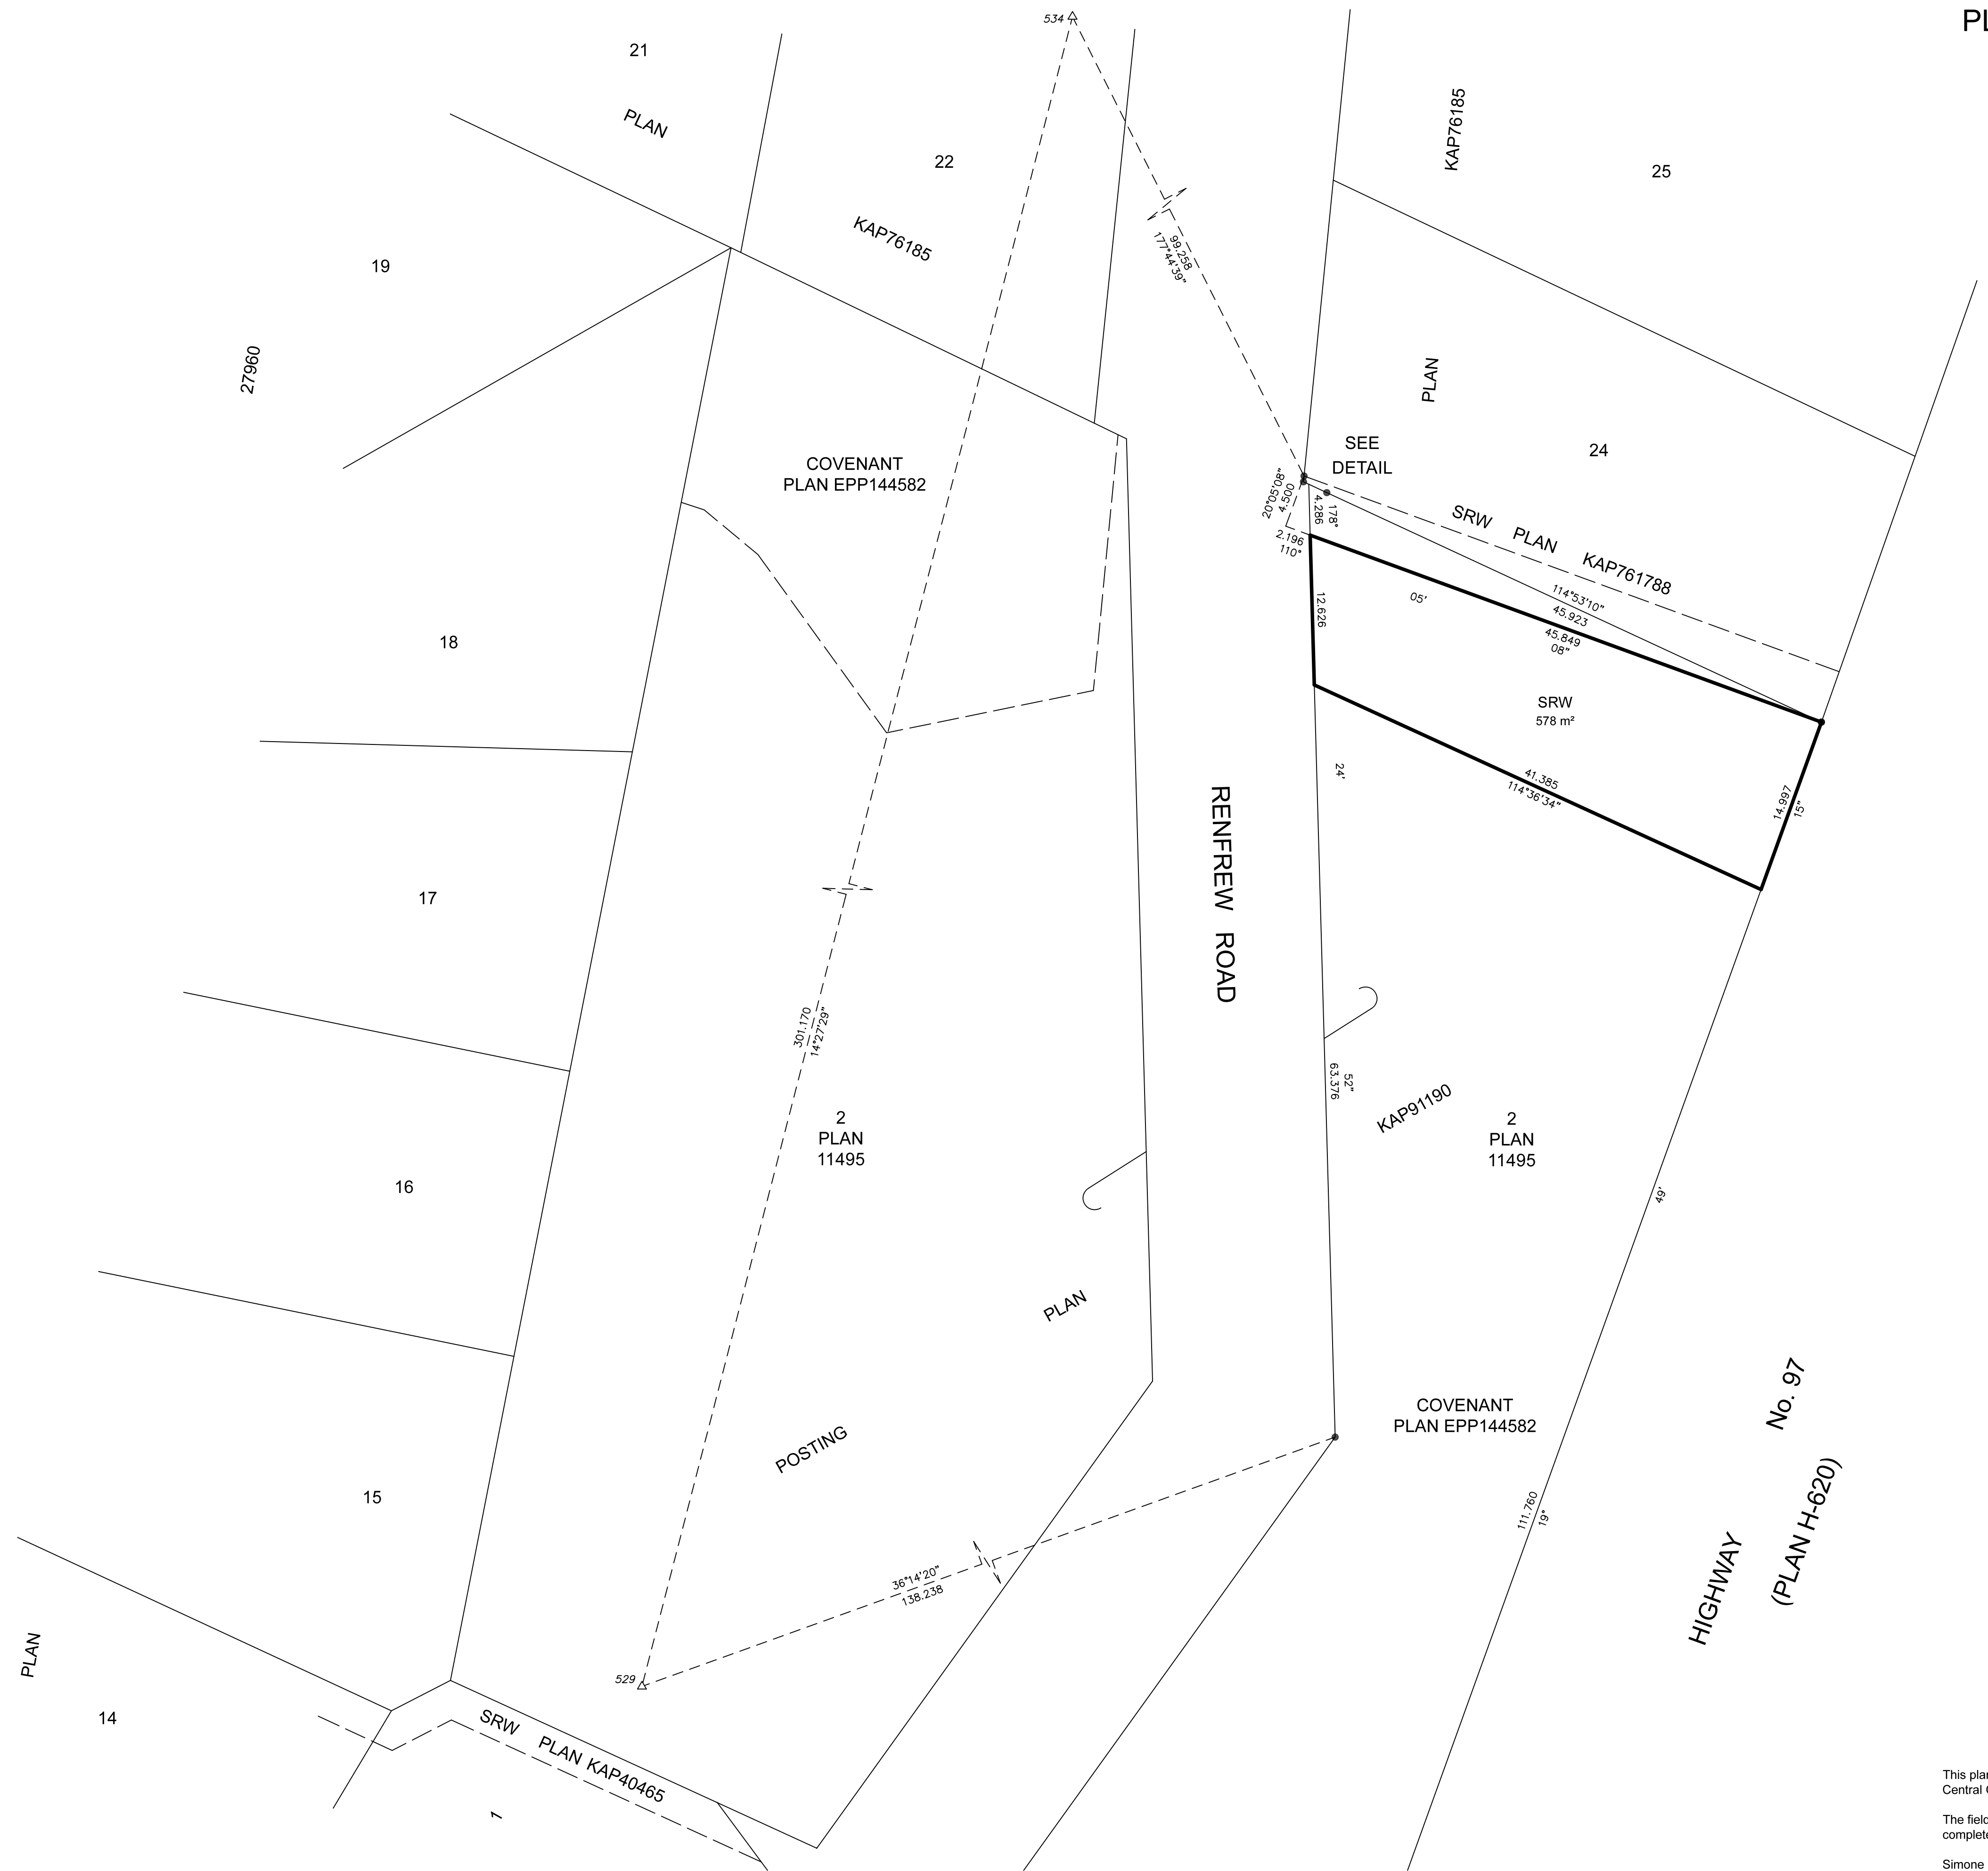 PL
534
21
PLAN
22
KAP76185
KAP76185
25
99.258
177°44'39"
19
27960
PLAN
24
SEE
DETAIL
COVENANT
PLAN EPP144582
20°05'08"
4.500
4.286
178°
2.196
110°
SRW PLAN KAP761788
12.626
05'
114°53'10"
45.923
45.849
08"
18
SRW
578 m²
24'
41.385
114°36'34"
14.997
15"
RENFREW ROAD
17
301.170
14°27'29"
63.376
52"
KAP91190
2
PLAN
11495
2
PLAN
11495
16
49'
PLAN
No. 97
COVENANT
PLAN EPP144582
POSTING
15
111.760
19°
HIGHWAY
(PLAN H-620)
36°14'20"
138.238
PLAN
529
14
SRW PLAN KAP40465
1
This plan
Central
The field
complete
Simone